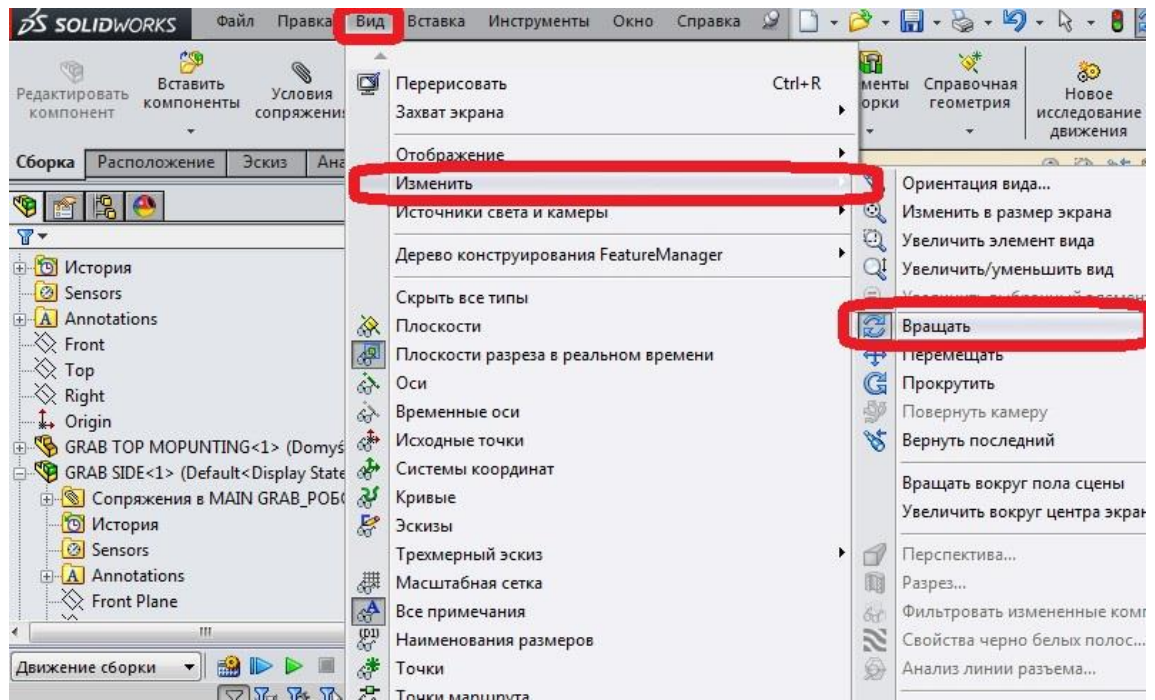 SOLIDWORKS Файл Правка Вид Вставка Инструменты Окно Справка
Редактировать компонент
Вставить компоненты
Условия
Справочная геометрия
Новое исследование движения
Сборка Расположение Эскиз
История
Sensors
Annotations
Front
Top
Right
Origin
GRAB TOP MOPUNTING<1>
GRAB SIDE<1> (Default<Display State
Сопряжения в MAIN
История
Sensors
Annotations
Front Plane
Движение сборки
Перерисовать Ctrl+R
Захват экрана
Отображение
Изменить
Источники света и камеры
Дерево конструирования FeatureManager
Скрыть все типы
Плоскости
Плоскости разреза в реальном времени
Оси
Временные оси
Исходные точки
Системы координат
Кривые
Эскизы
Трехмерный эскиз
Масштабная сетка
Все примечания
Наименования размеров
Точки
Точки маршрута
Ориентация вида...
Изменить в размер экрана
Увеличить элемент вида
Увеличить/уменьшить вид
Вращать
Перемещать
Прокрутить
Повернуть камеру
Вернуть последний
Вращать вокруг пола сцены
Увеличить вокруг центра
Перспектива...
Разрез...
Фильтровать измененные
Свойства черно белых полос...
Анализ линии разъема...